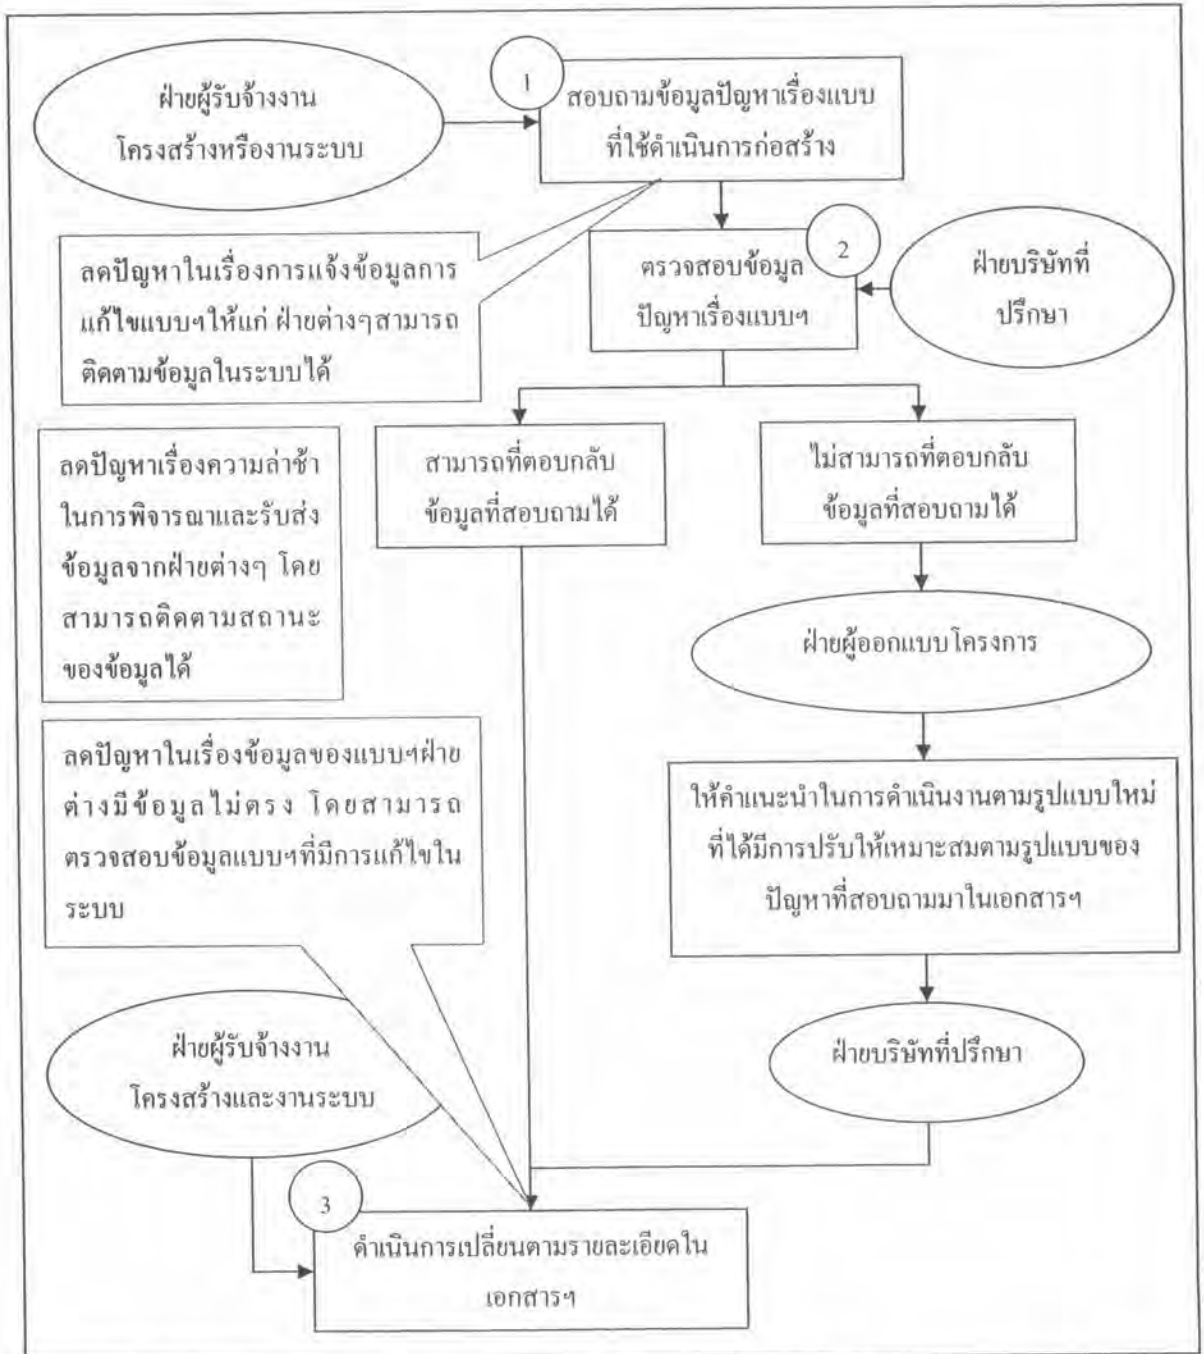 ฝ่ายผู้รับจ้างงาน
โครงสร้างหรืองานระบบ
1
สอบถามข้อมูลปัญหาเรื่องแบบ
ที่ใช้ดำเนินการก่อสร้าง
ลดปัญหาในเรื่องการแจ้งข้อมูลการ
แก้ไขแบบฯให้แก่ ฝ่ายต่างๆสามารถ
ติดตามข้อมูลในระบบได้
2
ตรวจสอบข้อมูล
ปัญหาเรื่องแบบฯ
ฝ่ายบริษัทที่
ปรึกษา
สามารถที่ตอบกลับ
ข้อมูลที่สอบถามได้
ไม่สามารถที่ตอบกลับ
ข้อมูลที่สอบถามได้
ลดปัญหาเรื่องความล่าช้า
ในการพิจารณาและรับส่ง
ข้อมูลจากฝ่ายต่างๆ โดย
สามารถติดตามสถานะ
ของข้อมูลได้
ฝ่ายผู้ออกแบบโครงการ
ลดปัญหาในเรื่องข้อมูลของแบบฯฝ่าย
ต่างมีข้อมูลไม่ตรง โดยสามารถ
ตรวจสอบข้อมูลแบบฯที่มีการแก้ไขใน
ระบบ
ให้คำแนะนำในการดำเนินงานตามรูปแบบใหม่
ที่ได้มีการปรับให้เหมาะสมตามรูปแบบของ
ปัญหาที่สอบถามมาในเอกสารฯ
ฝ่ายผู้รับจ้างงาน
โครงสร้างและงานระบบ
ฝ่ายบริษัทที่ปรึกษา
3
ดำเนินการเปลี่ยนตามรายละเอียดใน
เอกสารฯ